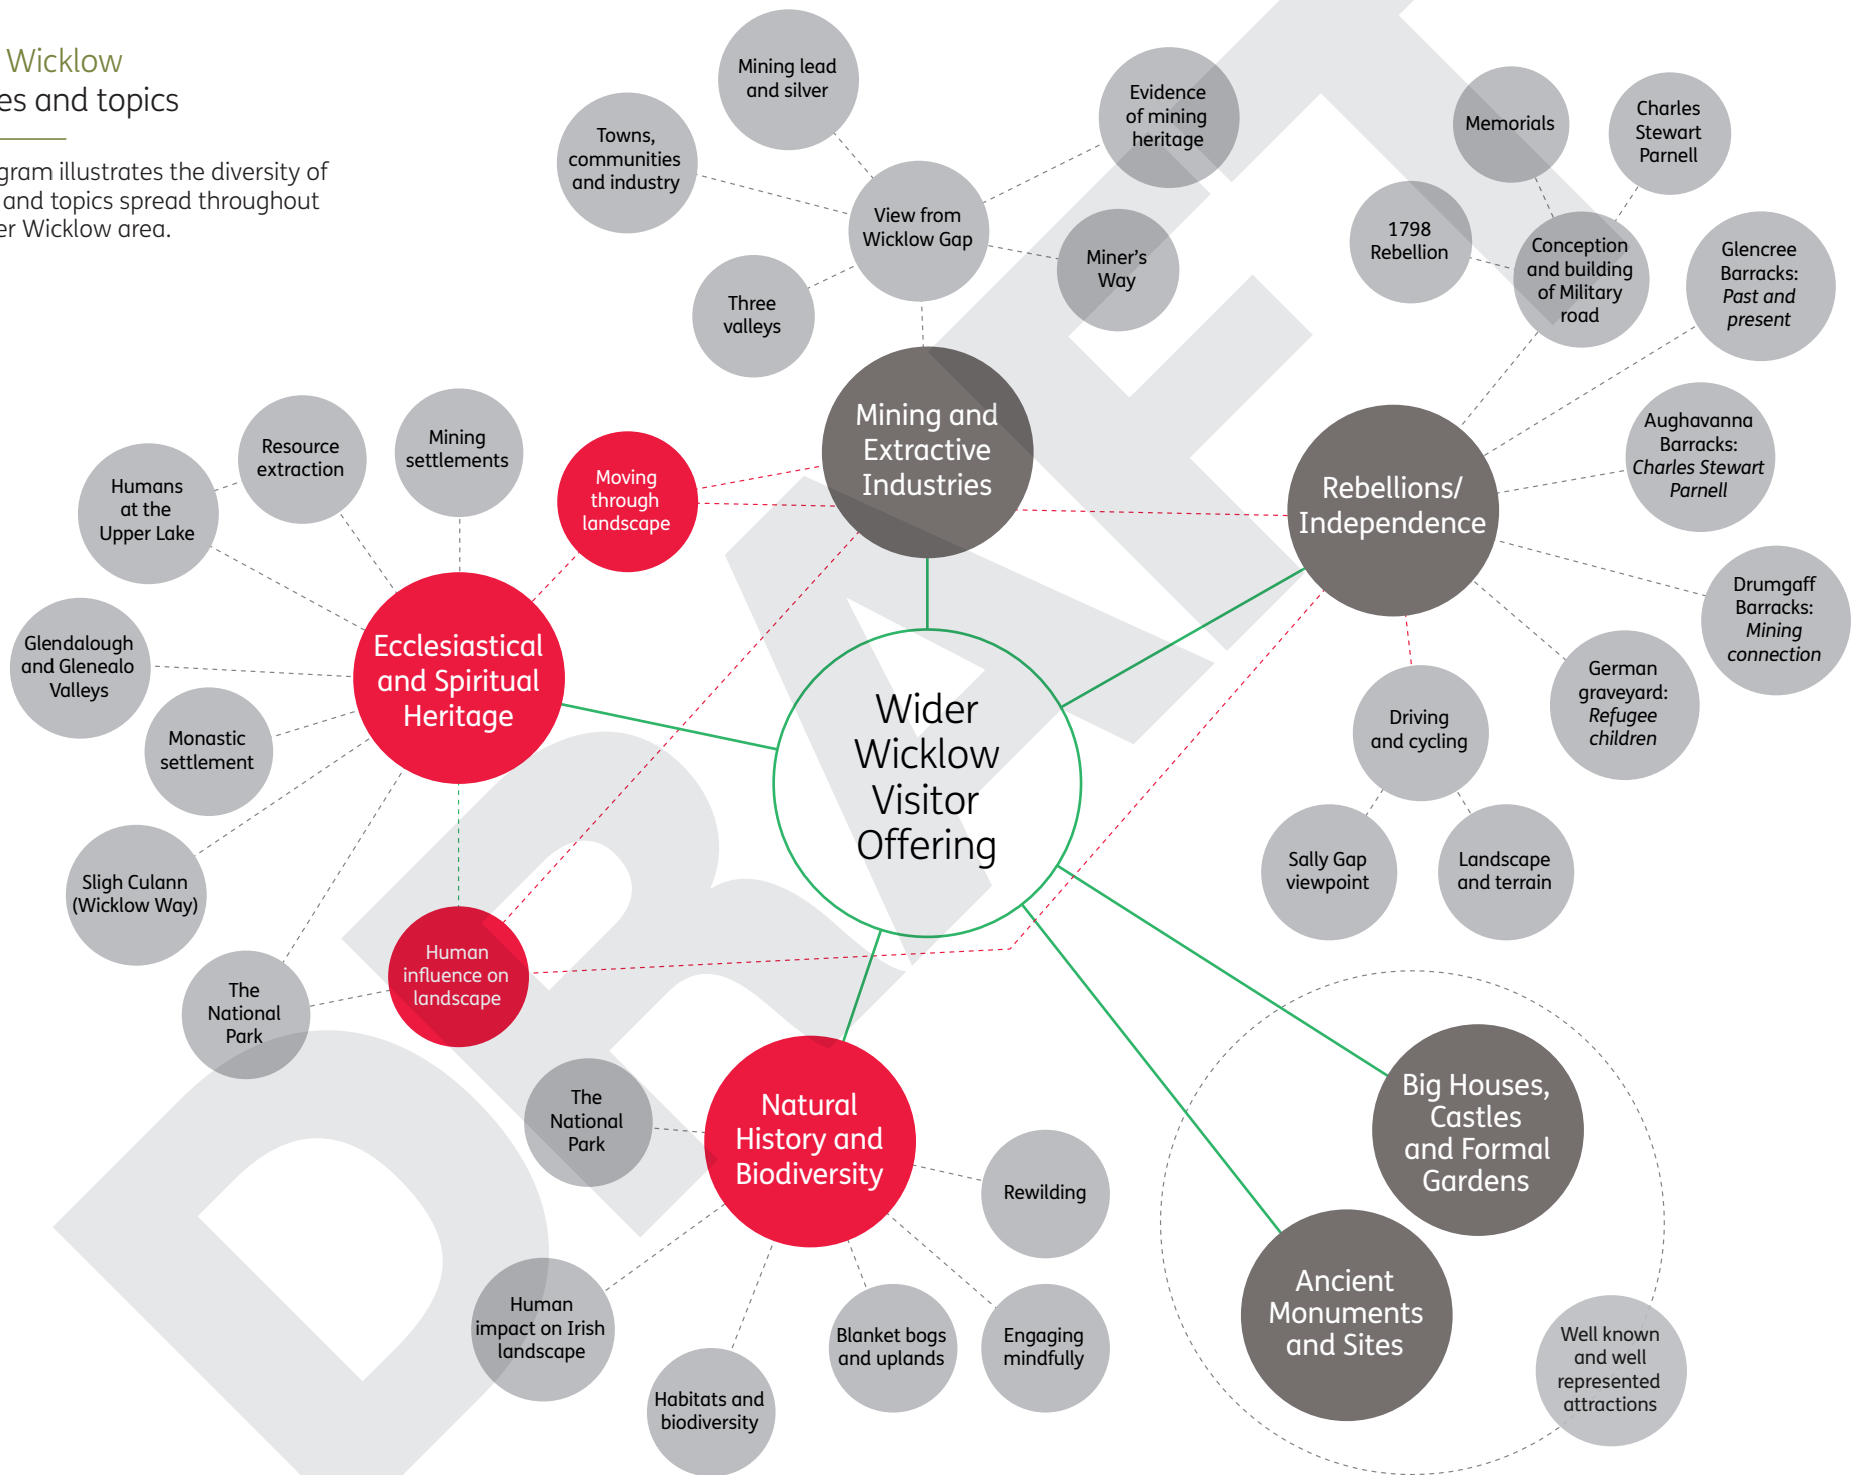 Wicklow
es and topics
gram illustrates the diversity of
and topics spread throughout
er Wicklow area.
Mining lead
and silver
Towns,
communities
and industry
Evidence
of mining
heritage
View from
Wicklow Gap
Miner's
Way
Three
valleys
Memorials
Charles
Stewart
Parnell
1798
Rebellion
Conception
and building
of Military
road
Glencree
Barracks:
Past and
present
Aughavanna
Barracks:
Charles Stewart
Parnell
Drumgaff
Barracks:
Mining
connection
German
graveyard:
Refugee
children
Driving
and cycling
Sally Gap
viewpoint
Landscape
and terrain
Mining and
Extractive
Industries
Rebellions/
Independence
Moving
through
landscape
Mining
settlements
Resource
extraction
Humans
at the
Upper Lake
Glendalough
and Glenealo
Valleys
Monastic
settlement
Sligh Culann
(Wicklow Way)
The
National
Park
Ecclesiastical
and Spiritual
Heritage
Human
influence on
landscape
Wider
Wicklow
Visitor
Offering
Natural
History and
Biodiversity
The
National
Park
Human
impact on Irish
landscape
Habitats and
biodiversity
Blanket bogs
and uplands
Engaging
mindfully
Rewilding
Big Houses,
Castles
and Formal
Gardens
Ancient
Monuments
and Sites
Well known
and well
represented
attractions
DRAFT